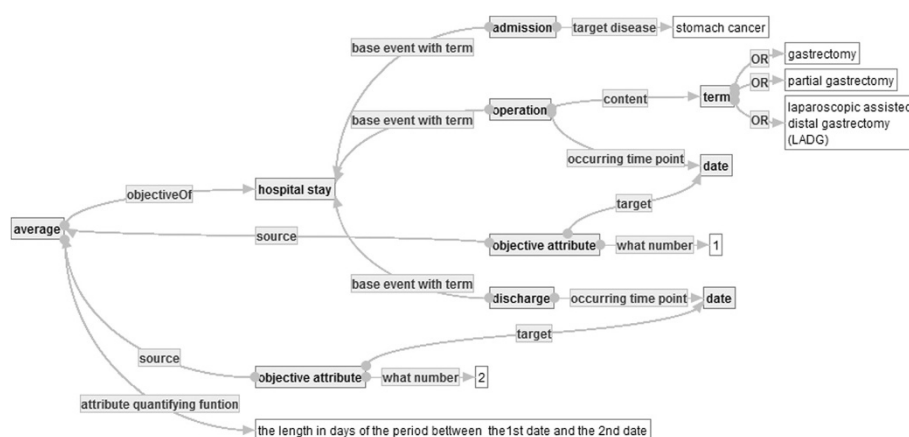 admission
target disease
stomach cancer
base event with term
OR
gastrectomy
OR
partial gastrectomy
base event with term
operation
content
term
OR
laparoscopic assisted
distal gastrectomy
(LADG)
occurring time point
date
objectiveOf
hospital stay
target
average
source
objective attribute
what number
1
base event with term
discharge
occurring time point
date
target
source
objective attribute
what number
2
attribute quantifying funtion
the length in days of the period bettween the1st date and the 2nd date